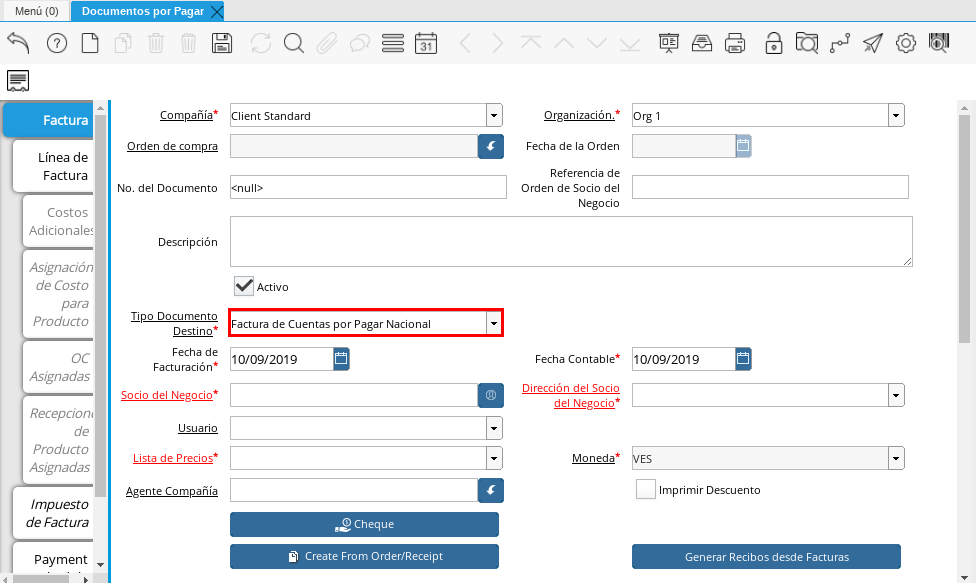 Menú (0)
Documentos por Pagar
31
Factura
Línea de
Factura
Costos
Adicionales
Asignación
de Costo
para
Producto
OC
Asignadas
Recepcione
de
Producto
Asignadas
Impuesto
de Factura
Payment
Compañía*
Client Standard
Organización.*
Org 1
Orden de compra
Fecha de la Orden
No. del Documento
<null>
Referencia de
Orden de Socio del
Negocio
Descripción
Activo
Tipo Documento
Destino*
Factura de Cuentas por Pagar Nacional
Fecha de
Facturación*
10/09/2019
Fecha Contable*
10/09/2019
Socio del Negocio*
Dirección del Socio
del Negocio*
Usuario
Lista de Precios*
Moneda*
VES
Agente Compañía
Imprimir Descuento
Cheque
Create From Order/Receipt
Generar Recibos desde Facturas